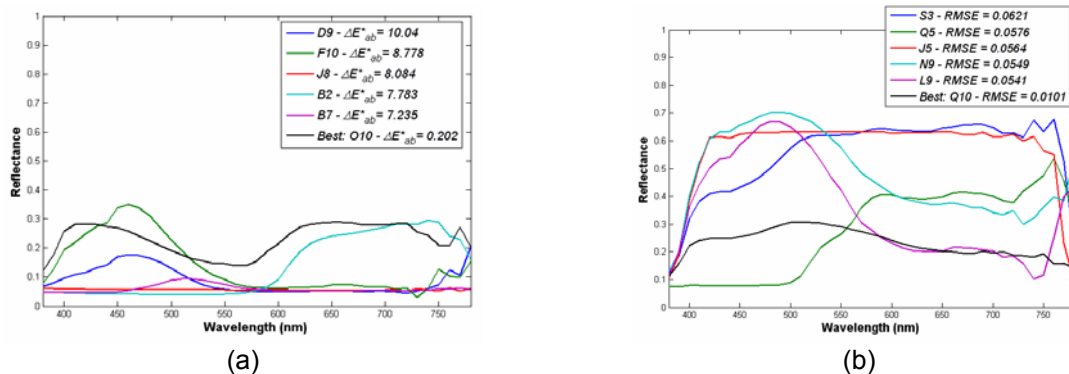 D9 - ΔE*ab = 10.04
F10 - ΔE*ab = 8.778
J8 - ΔE*ab = 8.084
B2 - ΔE*ab = 7.783
B7 - ΔE*ab = 7.235
Best: O10 - ΔE*ab = 0.202
1
0.9
0.8
0.7
0.6
0.5
0.4
0.3
0.2
0.1
0
Reflectance
400 450 500 550 600 650 700 750
Wavelength (nm)
(a)
S3 - RMSE = 0.0621
Q5 - RMSE = 0.0576
J5 - RMSE = 0.0564
N9 - RMSE = 0.0549
L9 - RMSE = 0.0541
Best: Q10 - RMSE = 0.0101
1
0.9
0.8
0.7
0.6
0.5
0.4
0.3
0.2
0.1
0
Reflectance
400 450 500 550 600 650 700 750
Wavelength (nm)
(b)